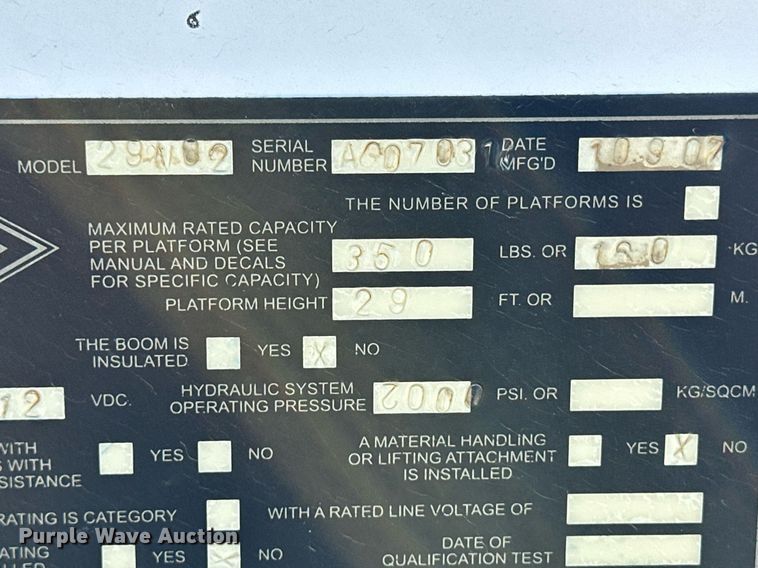 MODEL
SERIAL NUMBER AG07031
DATE MFG'D 10.9.07
THE NUMBER OF PLATFORMS IS
MAXIMUM RATED CAPACITY
PER PLATFORM (SEE
MANUAL AND DECALS
FOR SPECIFIC CAPACITY)
350 LBS. OR KG
PLATFORM HEIGHT 29 FT. OR M.
THE BOOM IS
INSULATED
YES X NO
12 VDC.
HYDRAULIC SYSTEM
OPERATING PRESSURE
2000 PSI. OR KG/SQCM
WITH
S WITH
SISTANCE
YES NO
A MATERIAL HANDLING
OR LIFTING ATTACHMENT
IS INSTALLED
YES X NO
RATING IS CATEGORY
WITH A RATED LINE VOLTAGE OF
YES X NO
DATE OF
QUALIFICATION TEST
Purple Wave Auction